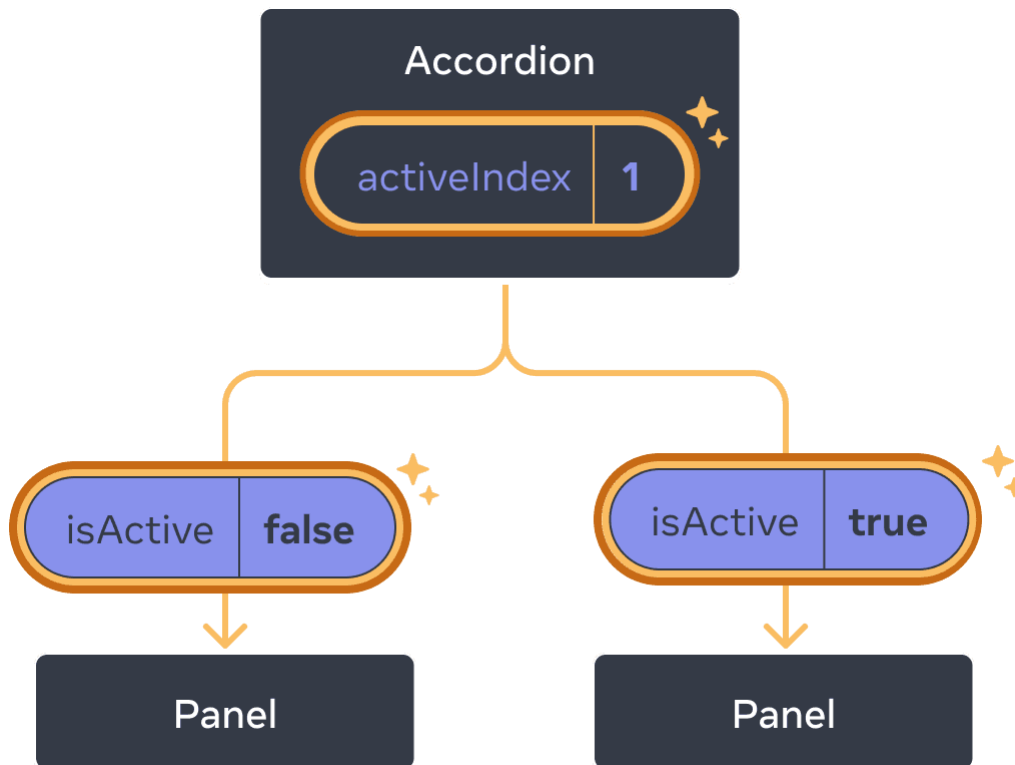 Accordion
activeIndex 1
isActive false
isActive true
Panel
Panel